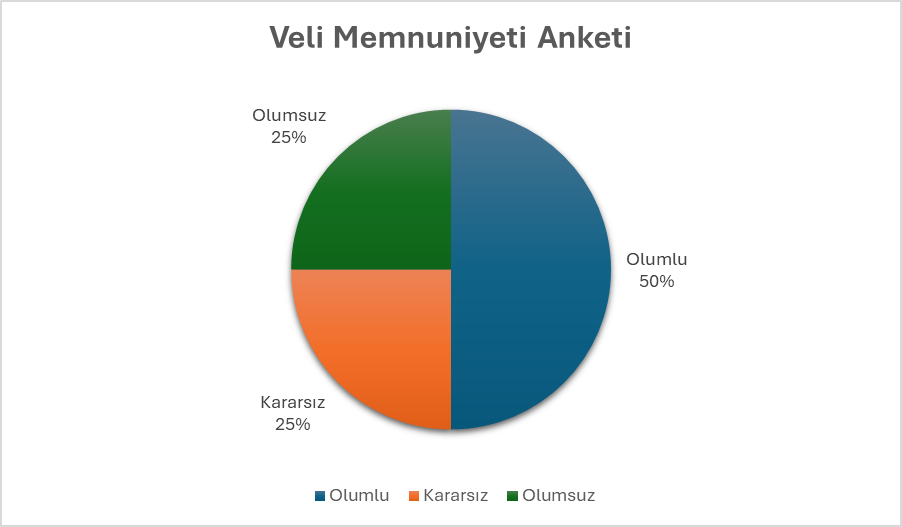 Veli Memnuniyeti Anketi
Olumsuz
25%
Olumlu
50%
Kararsız
25%
Olumlu Kararsız Olumsuz